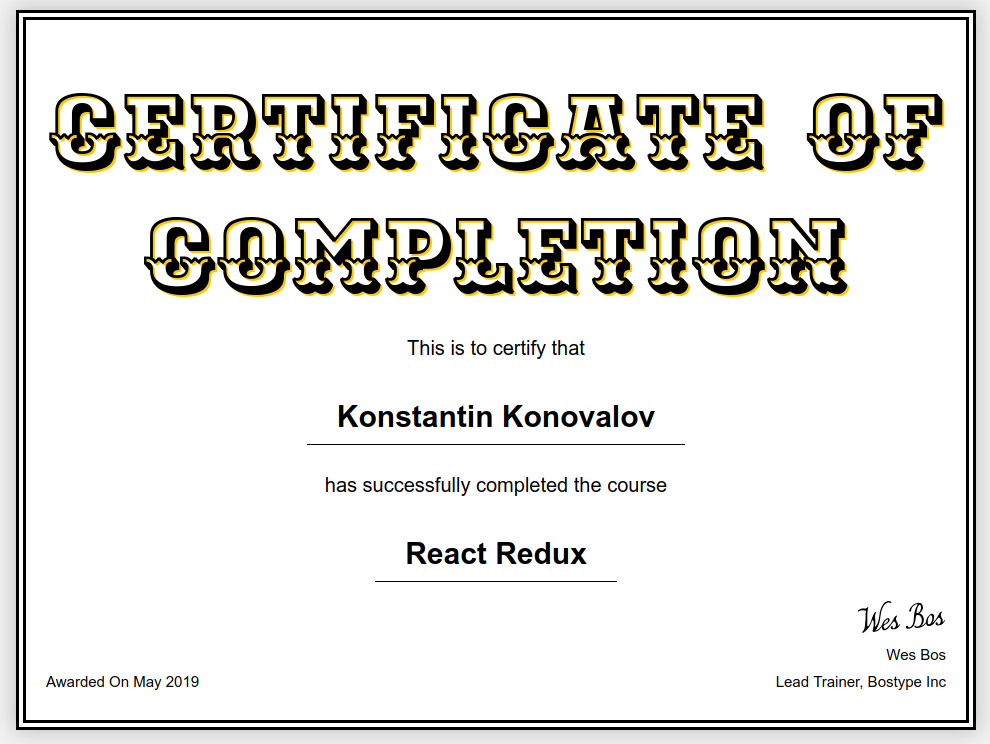 CERTIFICATE OF
COMPLETION
This is to certify that
Konstantin Konovalov
has successfully completed the course
React Redux
Wes Bos
Wes Bos
Awarded On May 2019
Lead Trainer, Bostype Inc